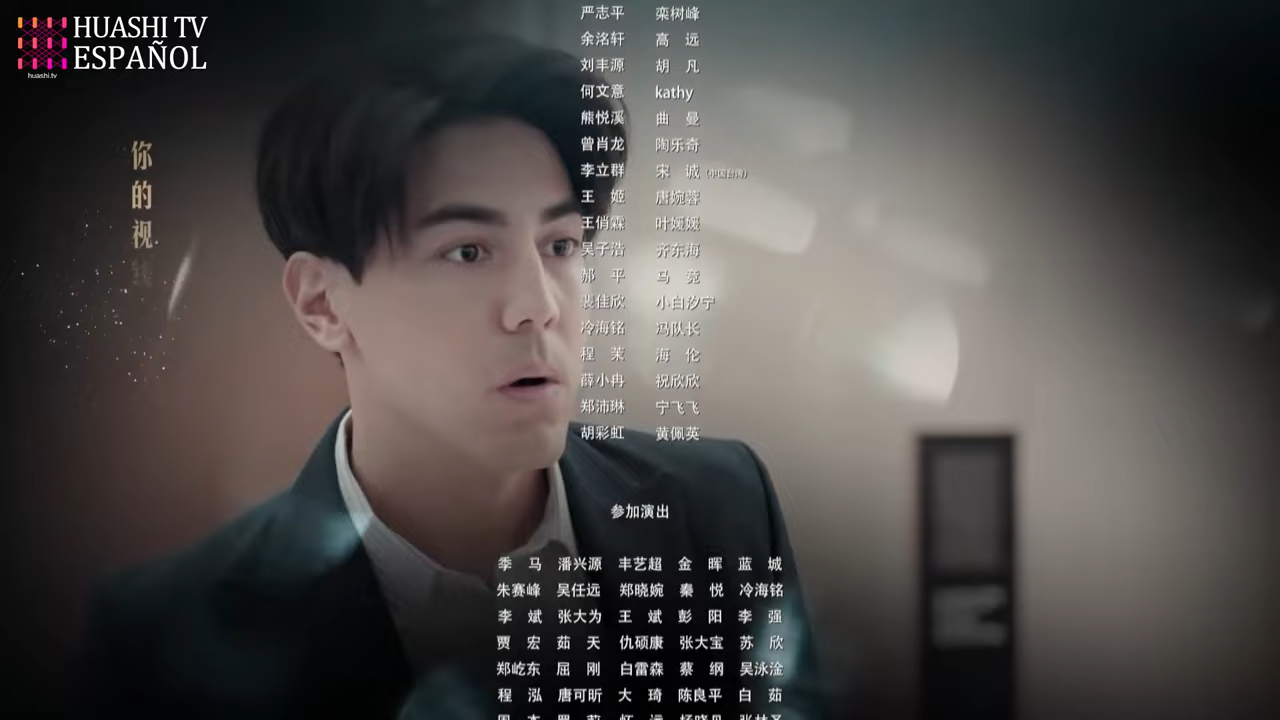 HUASHI TV
ESPAÑOL
huashi.tv
你的视线
严志平 栾树峰
余洺轩 高 远
刘丰源 胡 凡
何文意 kathy
熊悦溪 曲 曼
曾肖龙 陶乐奇
李立群 宋 诚(中国台湾)
王 姬 唐婉蓉
王俏霖 叶媛媛
吴子浩 齐东海
郝 平 马 竞
裴佳欣 小白汐宁
冷海铭 冯队长
程 茉 海 伦
薛小冉 祝欣欣
郑沛琳 宁飞飞
胡彩虹 黄佩英
参加演出
季 马 潘兴源 丰艺超 金 晖 蓝 城
朱赛峰 吴任远 郑晓婉 秦 悦 冷海铭
李 斌 张大为 王 斌 彭 阳 李 强
贾 宏 茹 天 仇硕康 张大宝 苏 欣
郑屹东 屈 刚 白雷森 蔡 纲 吴泳淦
程 泓 唐可昕 大 琦 陈良平 白 茹